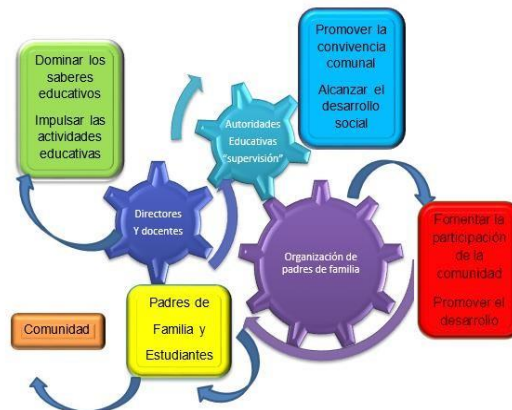 Dominar los
saberes
educativos
Impulsar las
actividades
educativas
Promover la
convivencia
comunal
Alcanzar el
desarrollo
social
Autoridades
Educativas
"supervisión"
Directores
Y docentes
Organización de
padres de familia
Fomentar la
participación
de la
comunidad
Promover el
desarrollo
Padres de
Familia y
Estudiantes
Comunidad